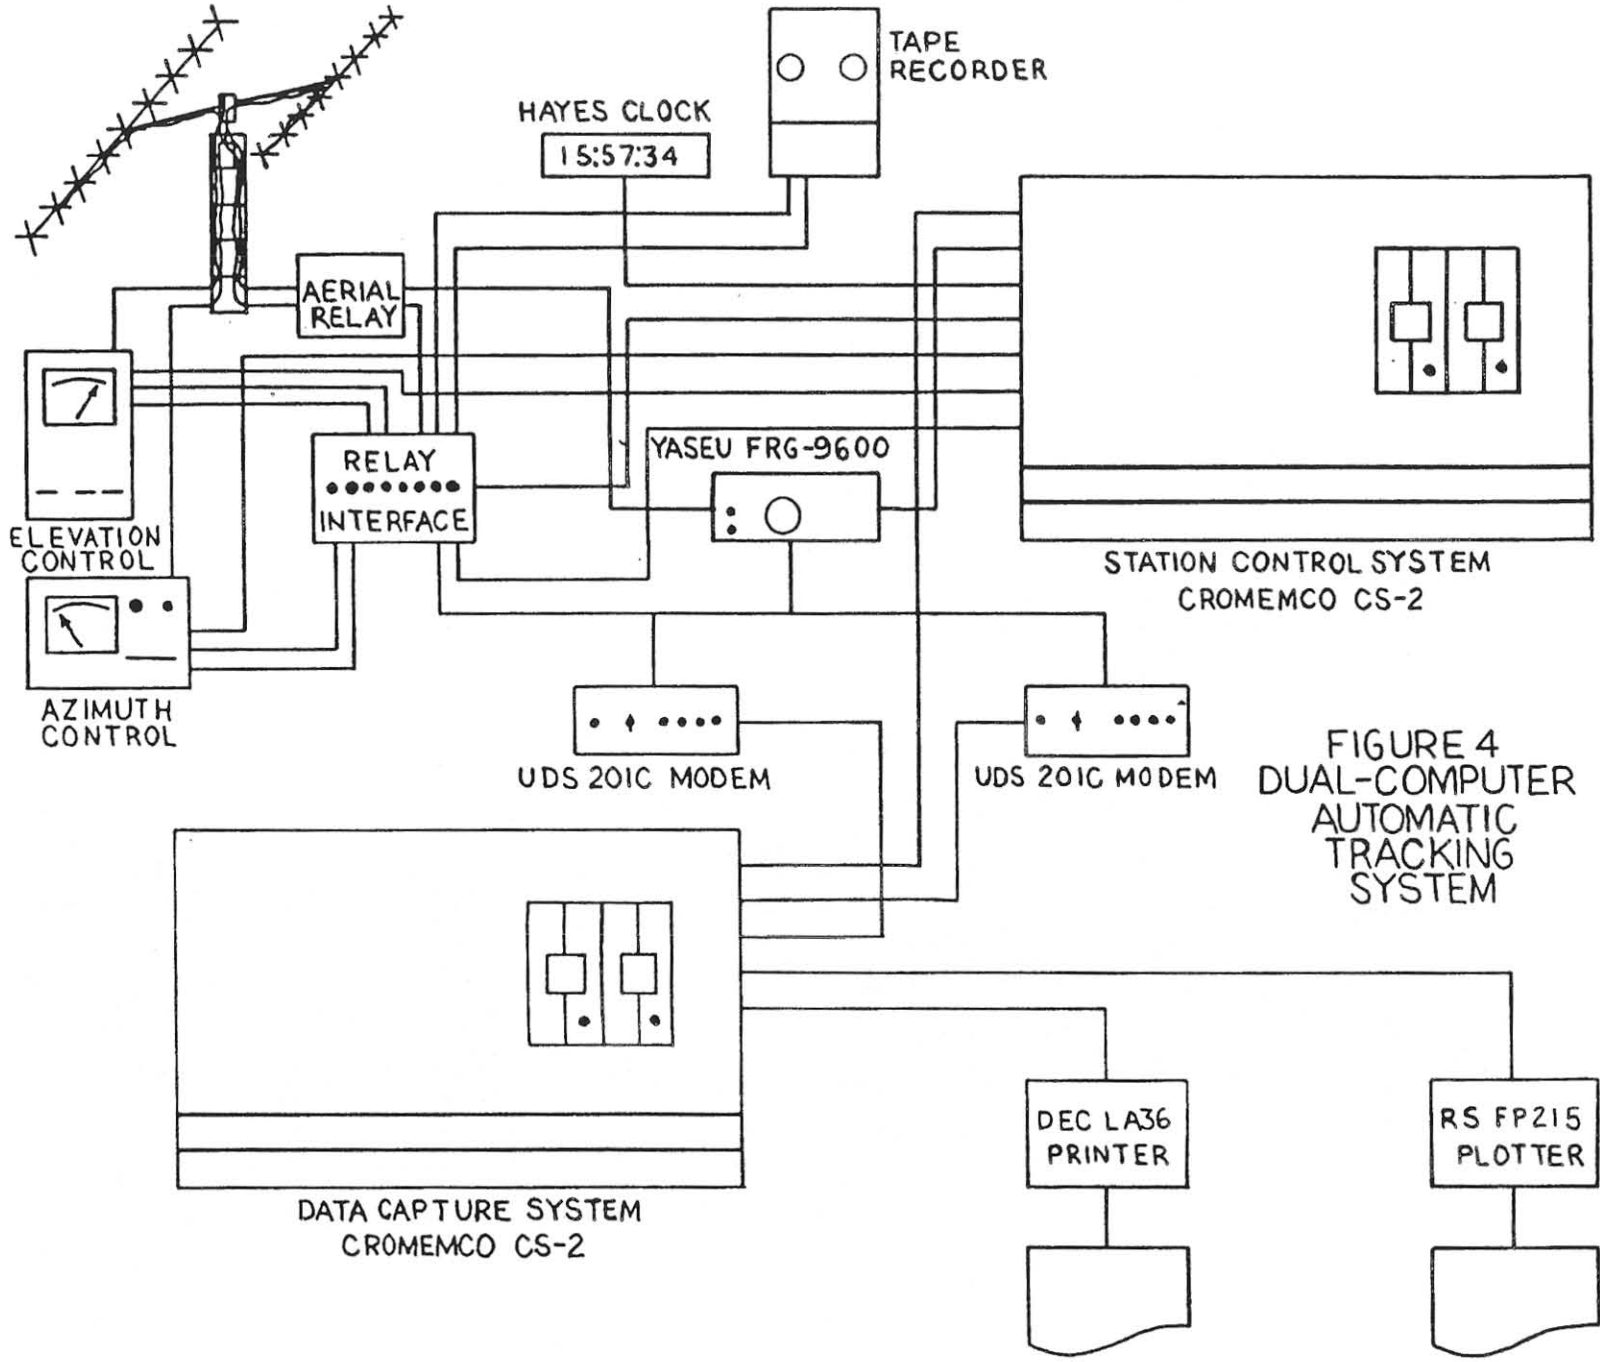 TAPE
RECORDER
HAYES CLOCK
15:57:34
AERIAL
RELAY
RELAY
INTERFACE
YASEU FRG-9600
ELEVATION
CONTROL
STATION CONTROL SYSTEM
CROMEMCO CS-2
AZIMUTH
CONTROL
UDS 201C MODEM
UDS 201C MODEM
FIGURE 4
DUAL-COMPUTER
AUTOMATIC
TRACKING
SYSTEM
DEC LA36
PRINTER
RS FP215
PLOTTER
DATA CAPTURE SYSTEM
CROMEMCO CS-2